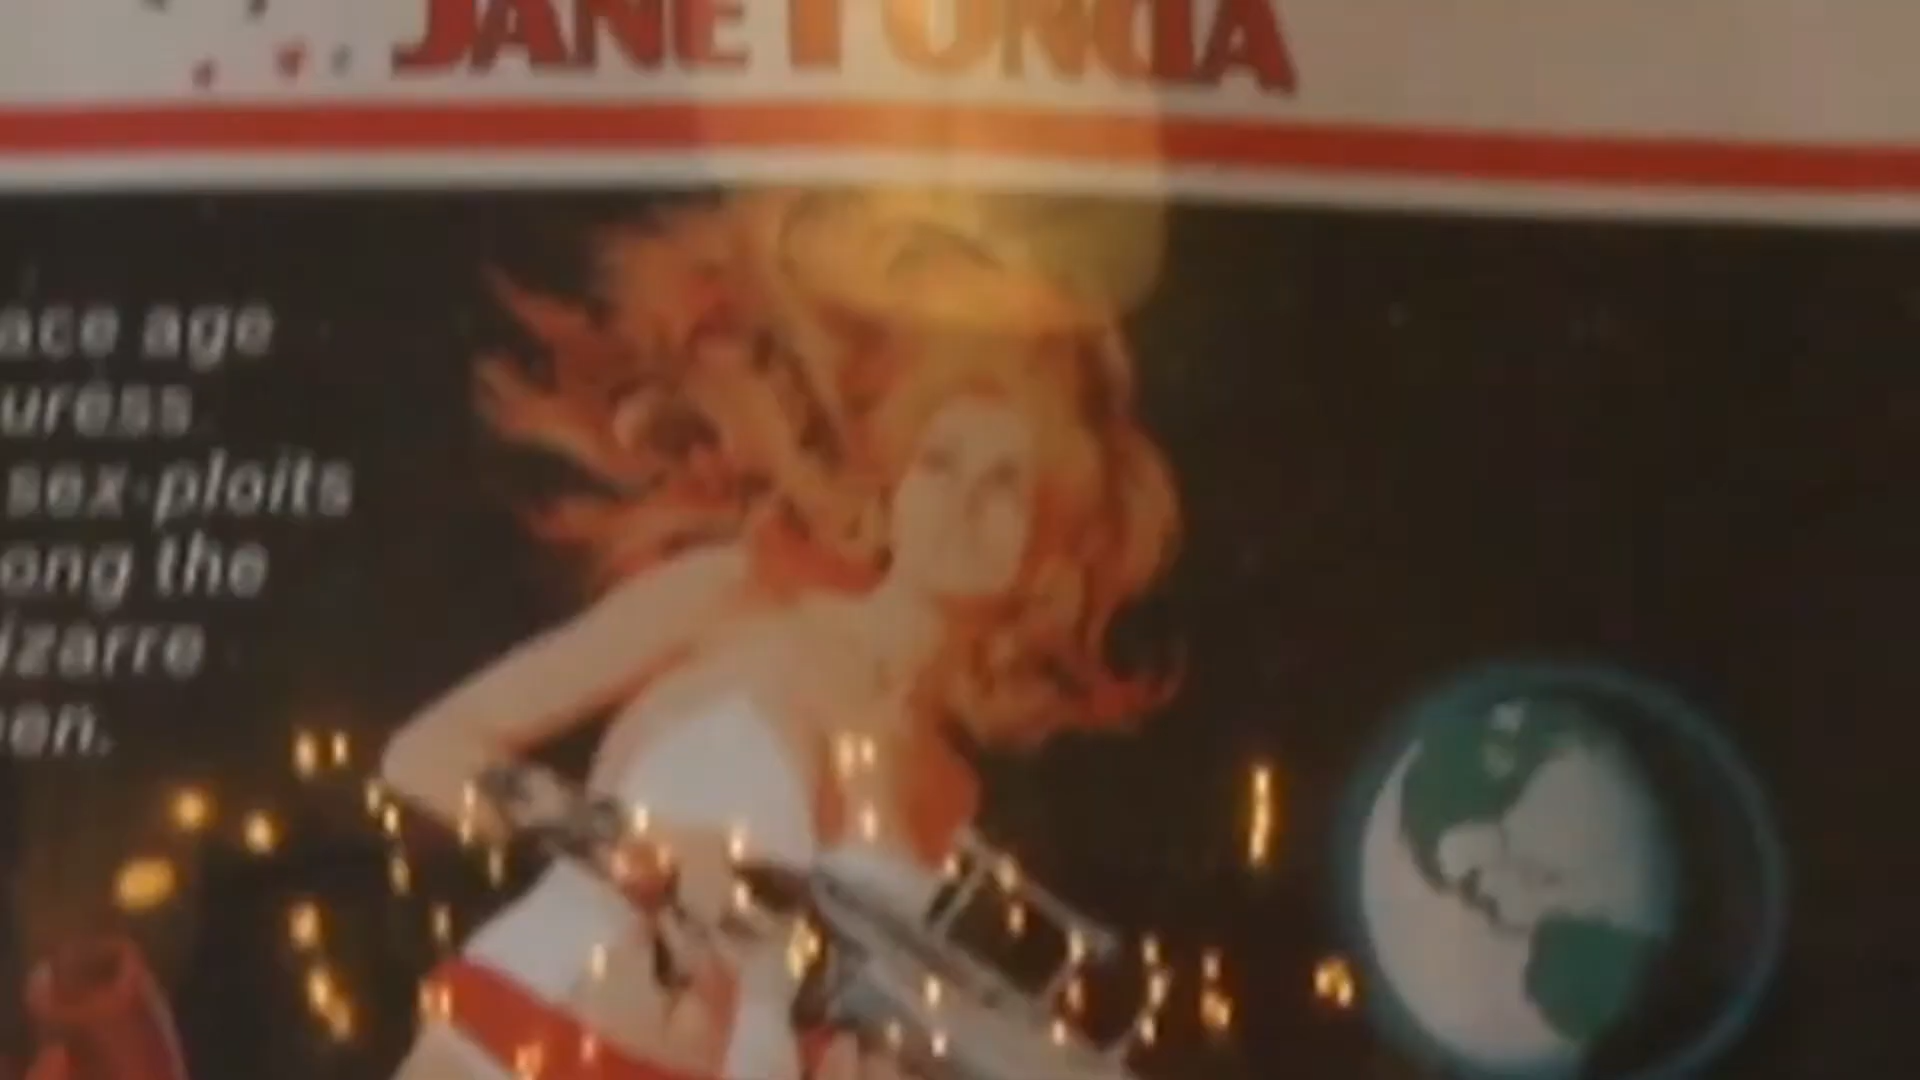 JANE FONDA
ace age
uress
sex-ploits
ong the
izarre
en.